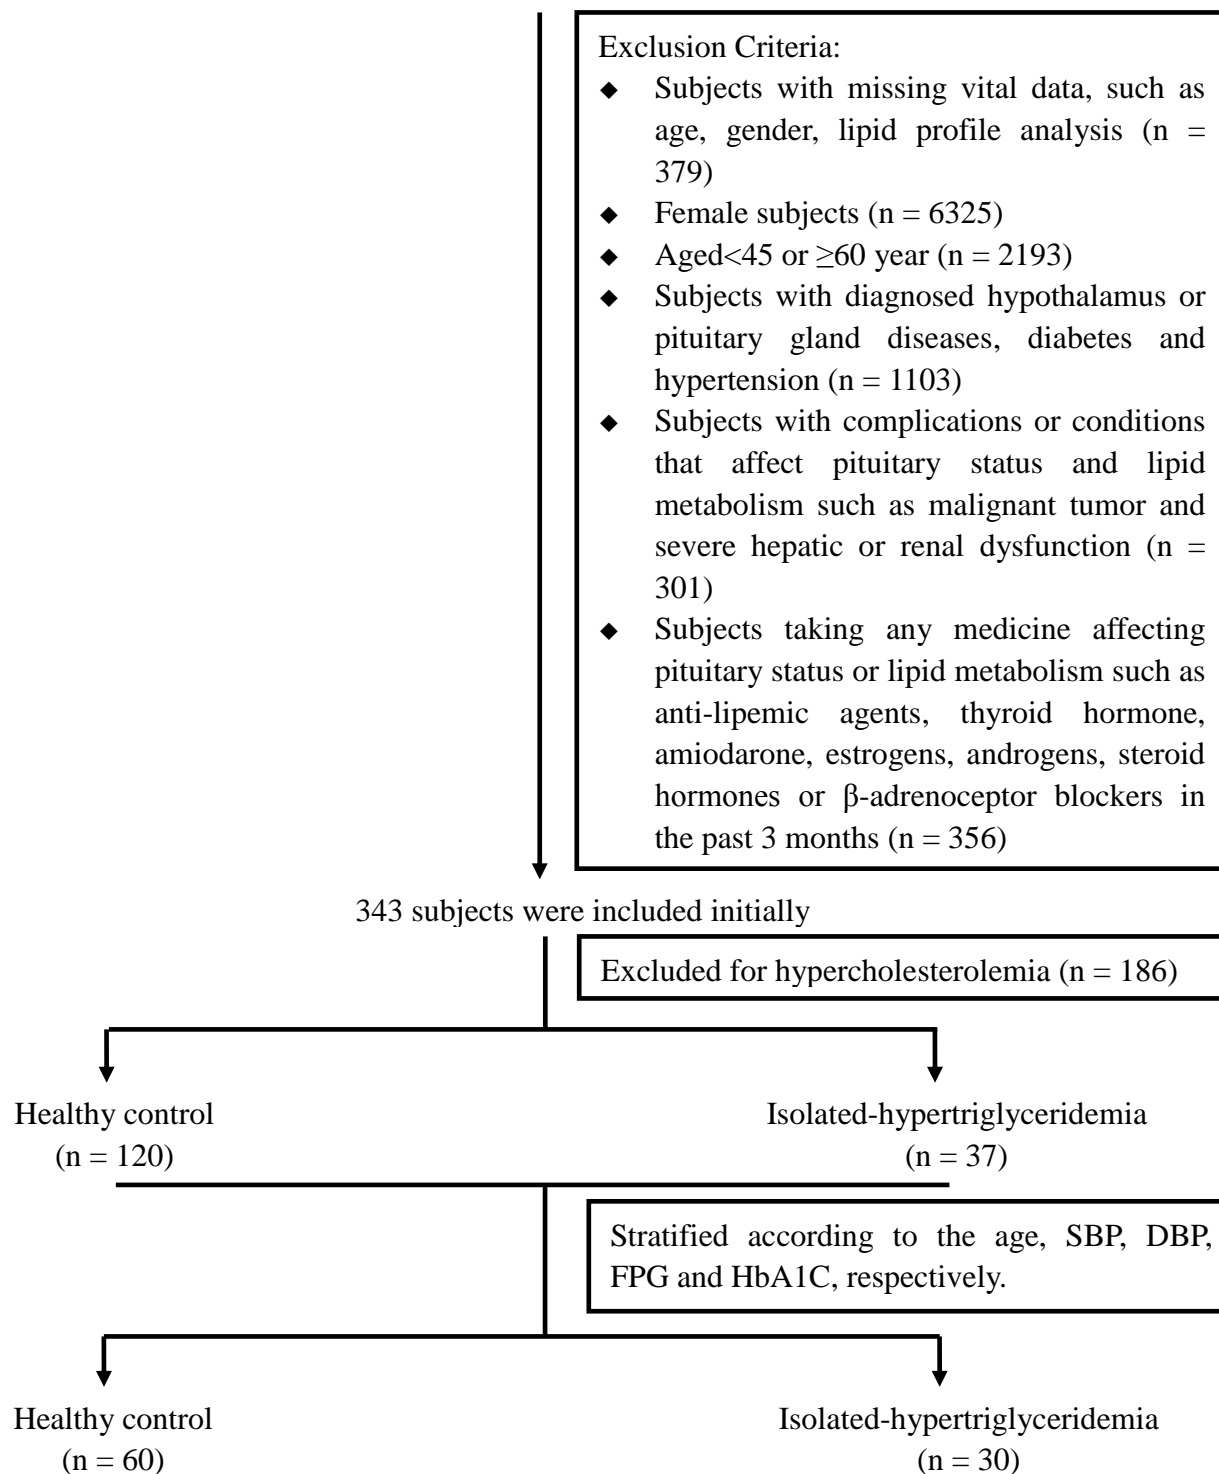 Exclusion Criteria:
◆ Subjects with missing vital data, such as
age, gender, lipid profile analysis (n =
379)
◆ Female subjects (n = 6325)
◆ Aged<45 or ≥60 year (n = 2193)
◆ Subjects with diagnosed hypothalamus or
pituitary gland diseases, diabetes and
hypertension (n = 1103)
◆ Subjects with complications or conditions
that affect pituitary status and lipid
metabolism such as malignant tumor and
severe hepatic or renal dysfunction (n =
301)
◆ Subjects taking any medicine affecting
pituitary status or lipid metabolism such as
anti-lipemic agents, thyroid hormone,
amiodarone, estrogens, androgens, steroid
hormones or β-adrenoceptor blockers in
the past 3 months (n = 356)
343 subjects were included initially
Excluded for hypercholesterolemia (n = 186)
Healthy control
(n = 120)
Isolated-hypertriglyceridemia
(n = 37)
Stratified according to the age, SBP, DBP,
FPG and HbA1C, respectively.
Healthy control
(n = 60)
Isolated-hypertriglyceridemia
(n = 30)